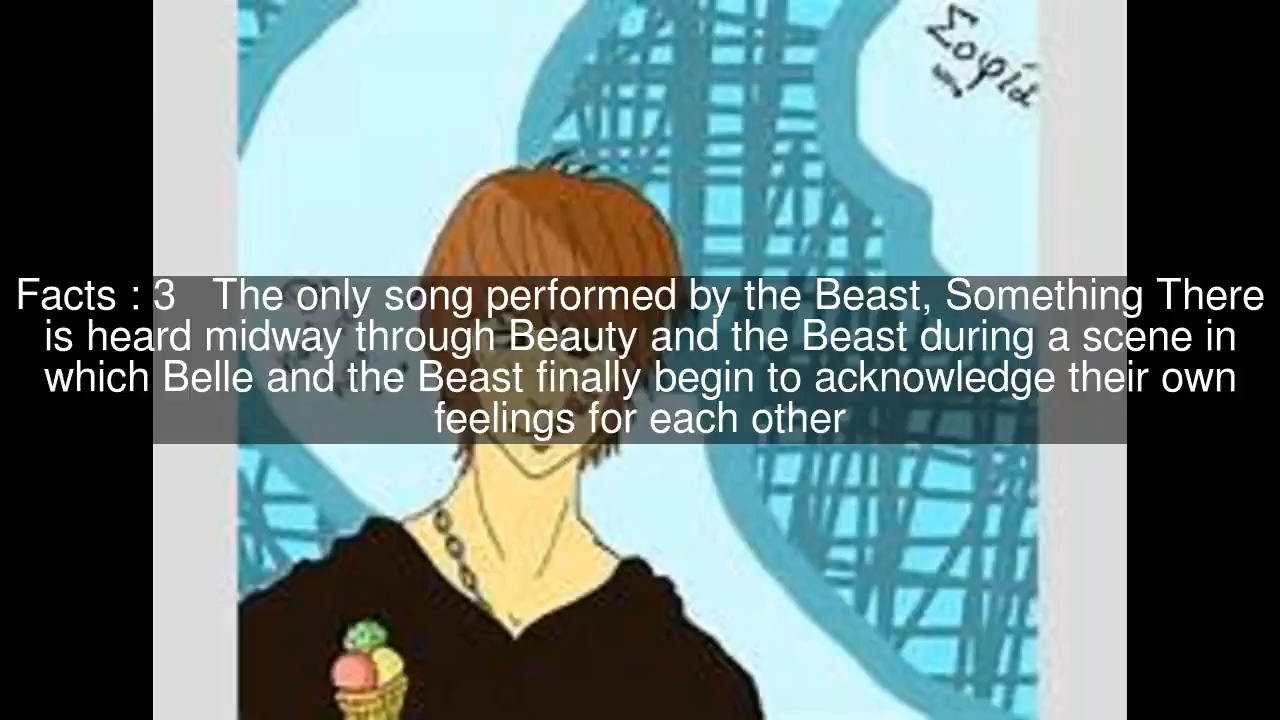 Σοφία
Facts : 3   The only song performed by the Beast, Something There
is heard midway through Beauty and the Beast during a scene in
which Belle and the Beast finally begin to acknowledge their own
feelings for each other